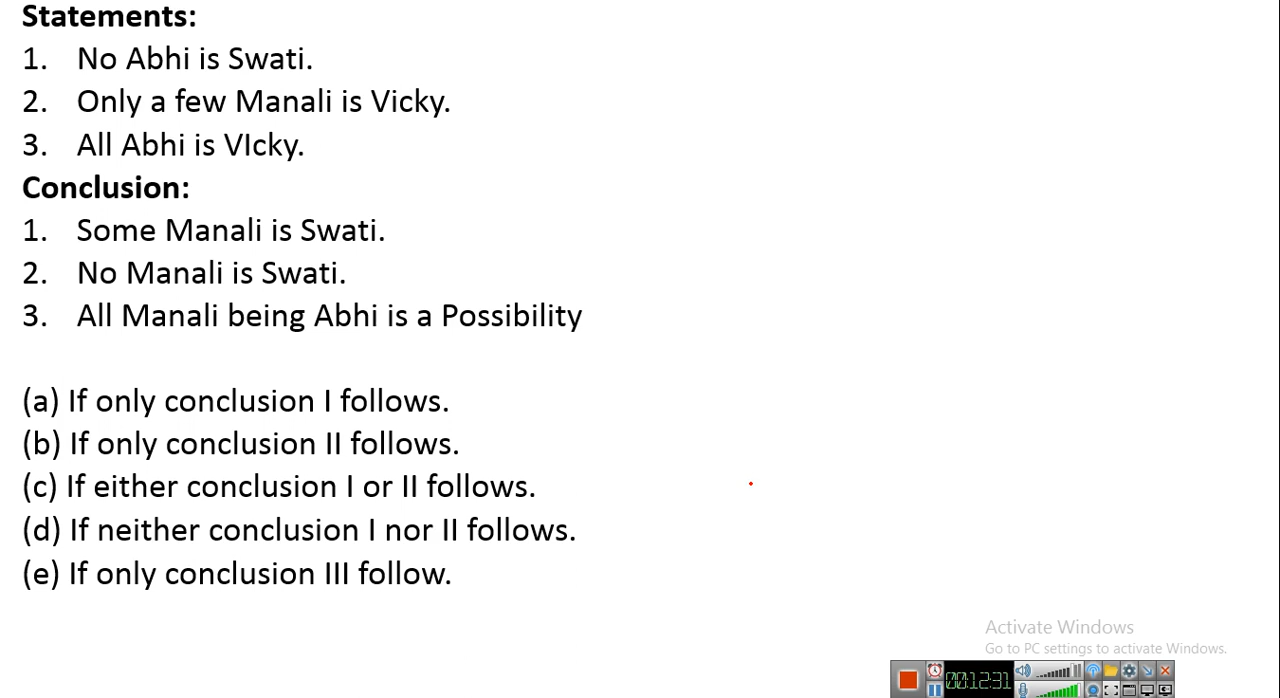 Statements:
1. No Abhi is Swati.
2. Only a few Manali is Vicky.
3. All Abhi is VIcky.
Conclusion:
1. Some Manali is Swati.
2. No Manali is Swati.
3. All Manali being Abhi is a Possibility
(a) If only conclusion I follows.
(b) If only conclusion II follows.
(c) If either conclusion I or II follows.
(d) If neither conclusion I nor II follows.
(e) If only conclusion III follow.
Activate Windows
Go to PC settings to activate Windows.
00:12:31